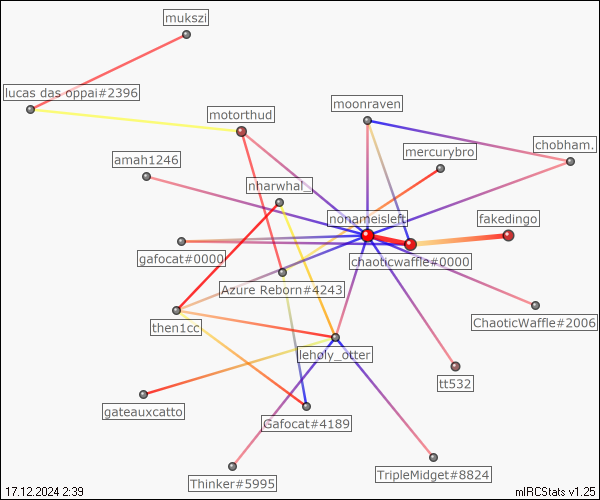 mukszi
lucas das oppai#2396
motorthud
moonraven
chobham.
mercurybro
amah1246
nharwhal_
nonameisleft
fakedingo
gafocat#0000
chaoticwaffle#0000
Azure Reborn#4243
then1cc
ChaoticWaffle#2006
leholy_otter
tt532
gateauxcatto
Gafocat#4189
Thinker#5995
TripleMidget#8824
17.12.2024 2:39
mIRCStats v1.25